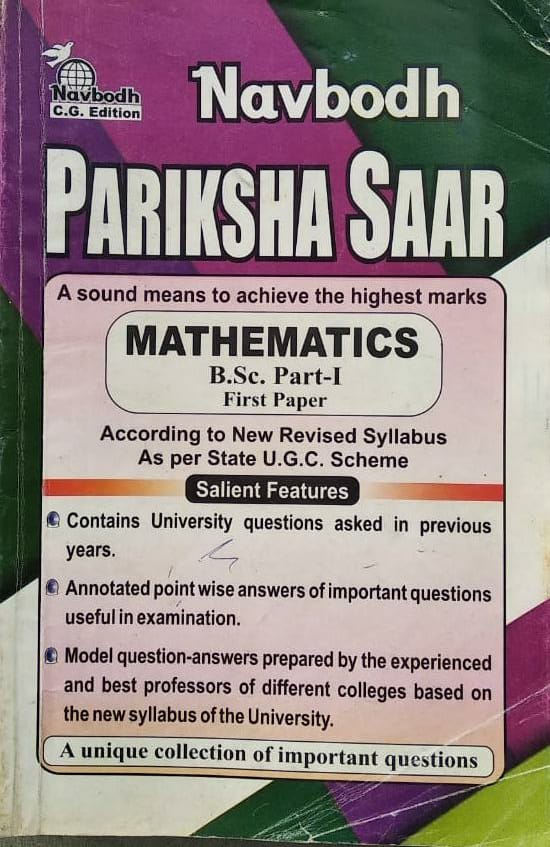 Navbodh
C.G. Edition
Navbodh
PARIKSHA SAAR
A sound means to achieve the highest marks
MATHEMATICS
B.Sc. Part-I
First Paper
According to New Revised Syllabus
As per State U.G.C. Scheme
Salient Features
Contains University questions asked in previous
years.
Annotated point wise answers of important questions
useful in examination.
Model question-answers prepared by the experienced
and best professors of different colleges based on
the new syllabus of the University.
A unique collection of important questions